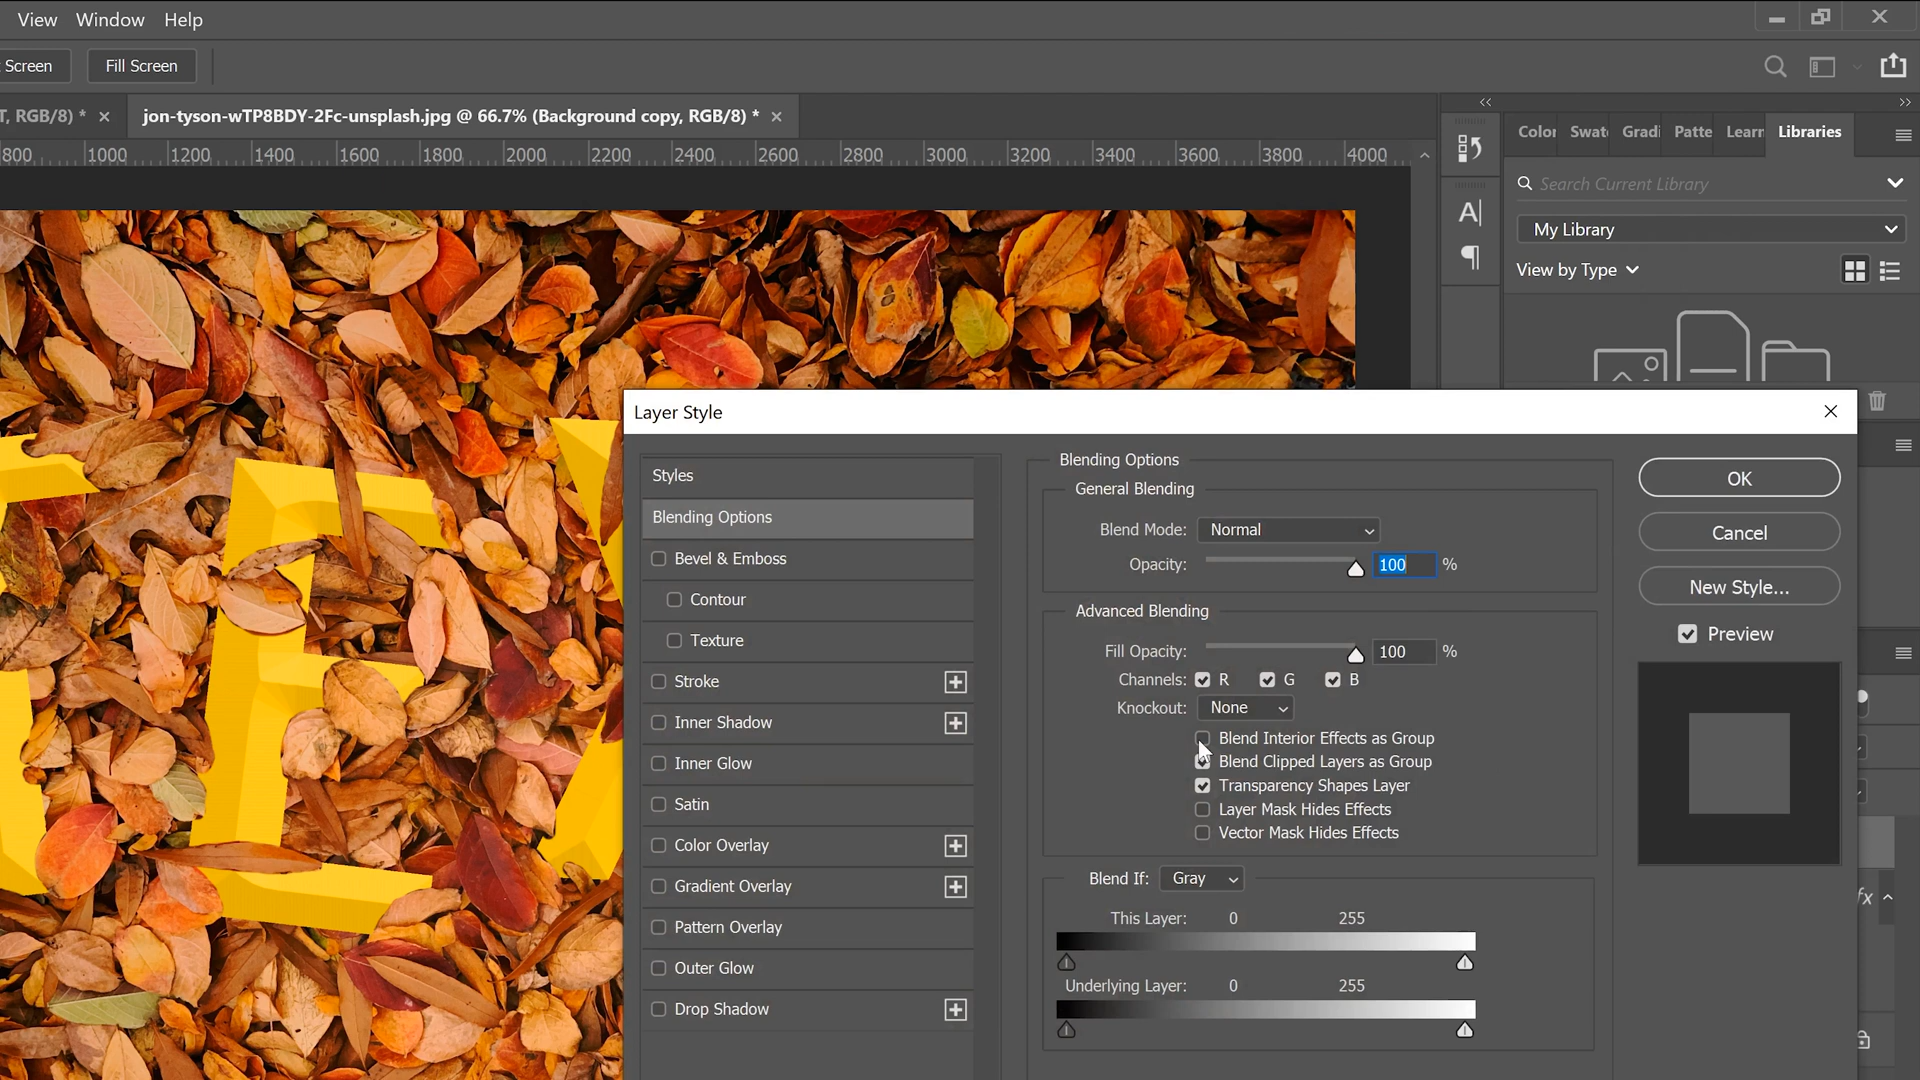 View Window Help
Screen Fill Screen
T, RGB/8) * × jon-tyson-wTP8BDY-2Fc-unsplash.jpg @ 66.7% (Background copy, RGB/8) * ×
800 1000 1200 1400 1600 1800 2000 2200 2400 2600 2800 3000 3200 3400 3600 3800 4000
Color Swat Gradi Patte Learn Libraries
Search Current Library
My Library
View by Type
Layer Style
Styles
Blending Options
Bevel & Emboss
Contour
Texture
Stroke
Inner Shadow
Inner Glow
Satin
Color Overlay
Gradient Overlay
Pattern Overlay
Outer Glow
Drop Shadow
Blending Options
General Blending
Blend Mode: Normal
Opacity: 100 %
Advanced Blending
Fill Opacity: 100 %
Channels: R G B
Knockout: None
Blend Interior Effects as Group
Blend Clipped Layers as Group
Transparency Shapes Layer
Layer Mask Hides Effects
Vector Mask Hides Effects
Blend If: Gray
This Layer: 0 255
Underlying Layer: 0 255
OK
Cancel
New Style...
Preview
fx
E